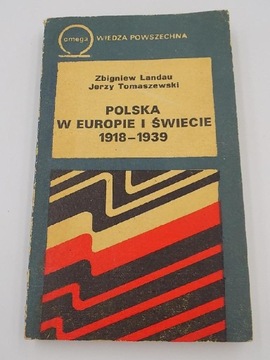 omega
WIEDZA POWSZECHNA
Zbigniew Landau
Jerzy Tomaszewski
POLSKA
W EUROPIE I ŚWIECIE
1918–1939